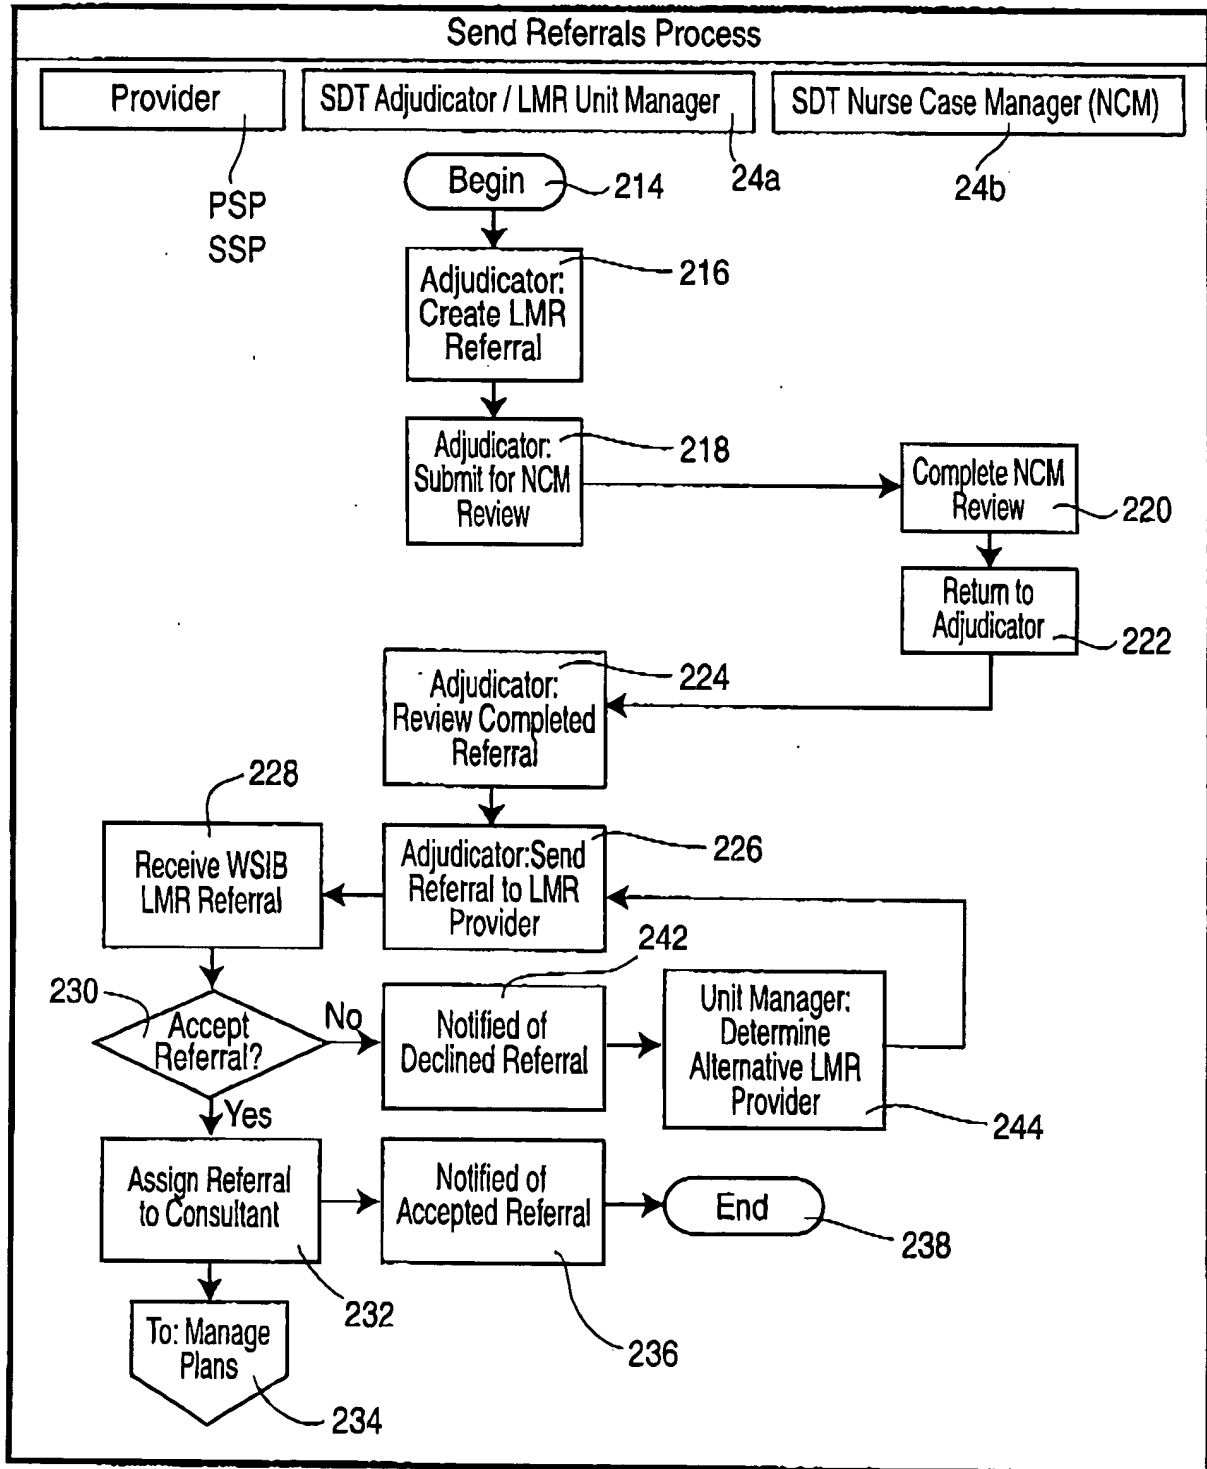 Send Referrals Process
Provider
SDT Adjudicator / LMR Unit Manager
SDT Nurse Case Manager (NCM)
PSP
SSP
24a
24b
Begin
214
Adjudicator:
Create LMR
Referral
216
Adjudicator:
Submit for NCM
Review
218
Complete NCM
Review
220
Return to
Adjudicator
222
Adjudicator:
Review Completed
Referral
224
228
Receive WSIB
LMR Referral
Adjudicator:Send
Referral to LMR
Provider
226
230
Accept
Referral?
No
242
Notified of
Declined Referral
Unit Manager:
Determine
Alternative LMR
Provider
244
Yes
Assign Referral
to Consultant
232
Notified of
Accepted Referral
236
End
238
To: Manage
Plans
234